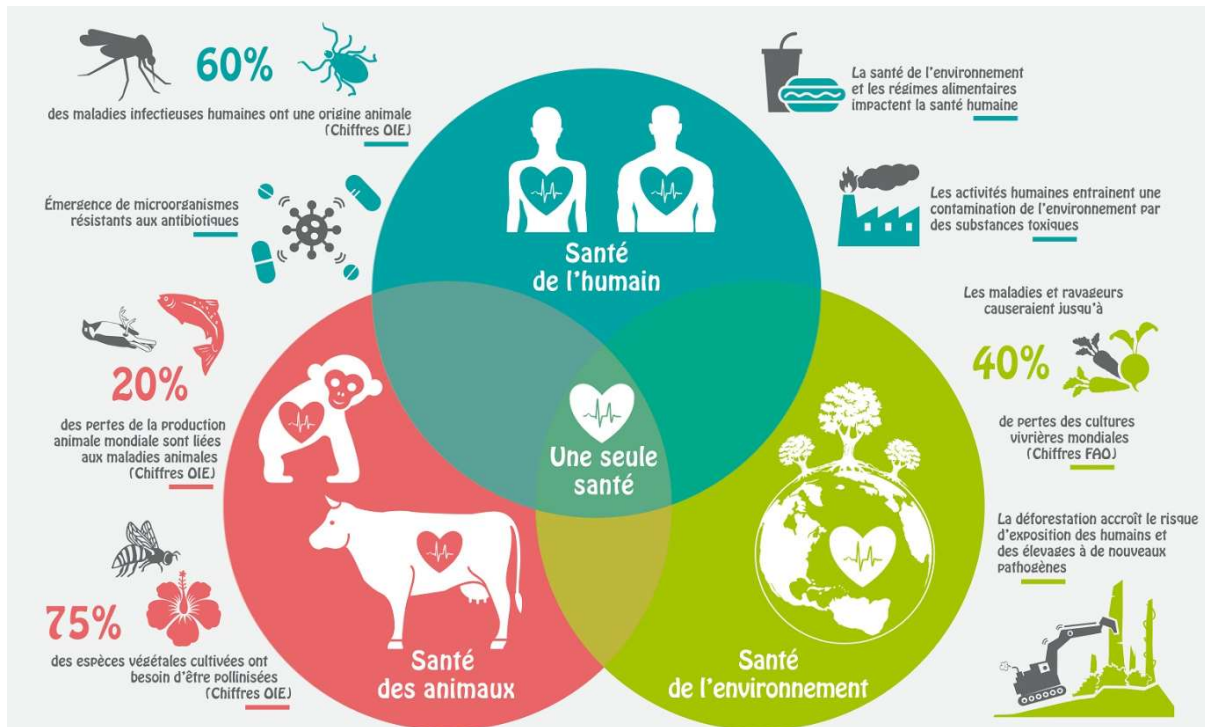 60%
des maladies infectieuses humaines ont une origine animale
(Chiffres OIE)
Émergence de microorganismes
résistants aux antibiotiques
20%
des pertes de la production
animale mondiale sont liées
aux maladies animales
(Chiffres OIE)
75%
des espèces végétales cultivées ont
besoin d'être pollinisées
(Chiffres OIE)
Santé
de l'humain
Une seule
santé
Santé
des animaux
Santé
de l'environnement
La santé de l'environnement
et les régimes alimentaires
impactent la santé humaine
Les activités humaines entrainent une
contamination de l'environnement par
des substances toxiques
Les maladies et ravageurs
causeraient jusqu'à
40%
de pertes des cultures
vivrières mondiales
(Chiffres FAO)
La déforestation accroît le risque
d'exposition des humains et
des élevages à de nouveaux
pathogènes